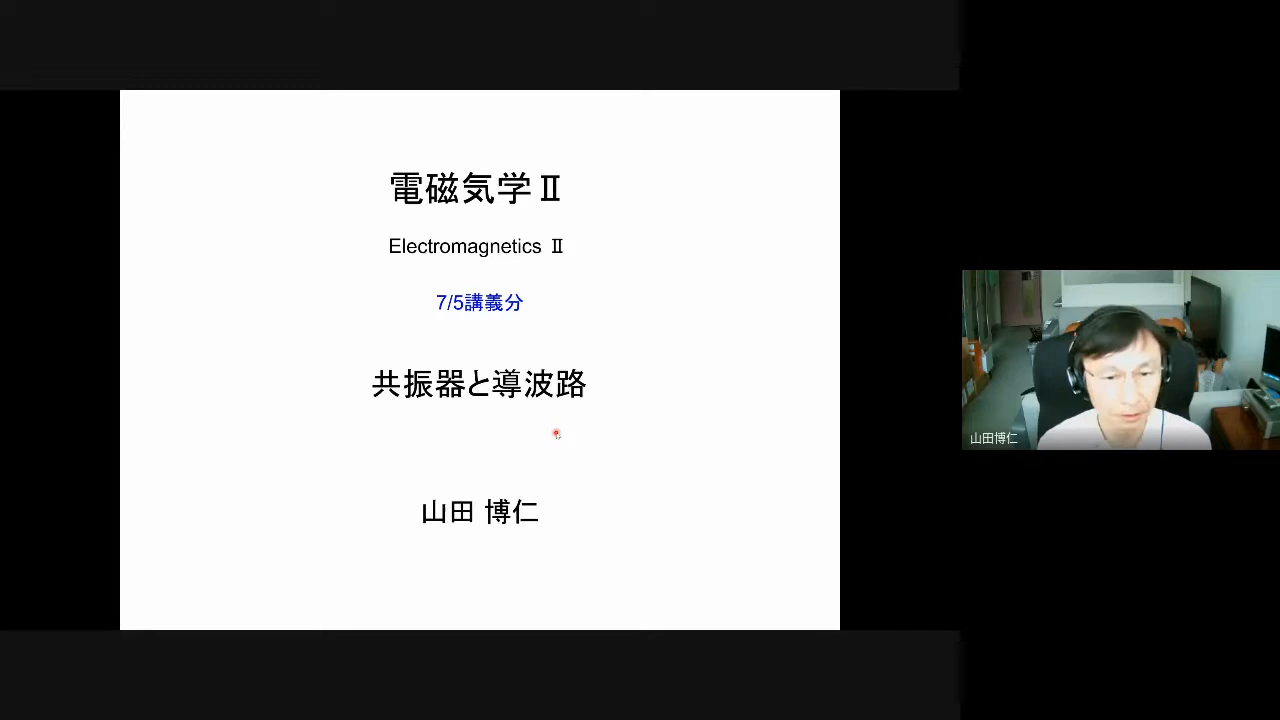 電磁気学Ⅱ
Electromagnetics Ⅱ
7/5講義分
共振器と導波路
山田 博仁
山田博仁